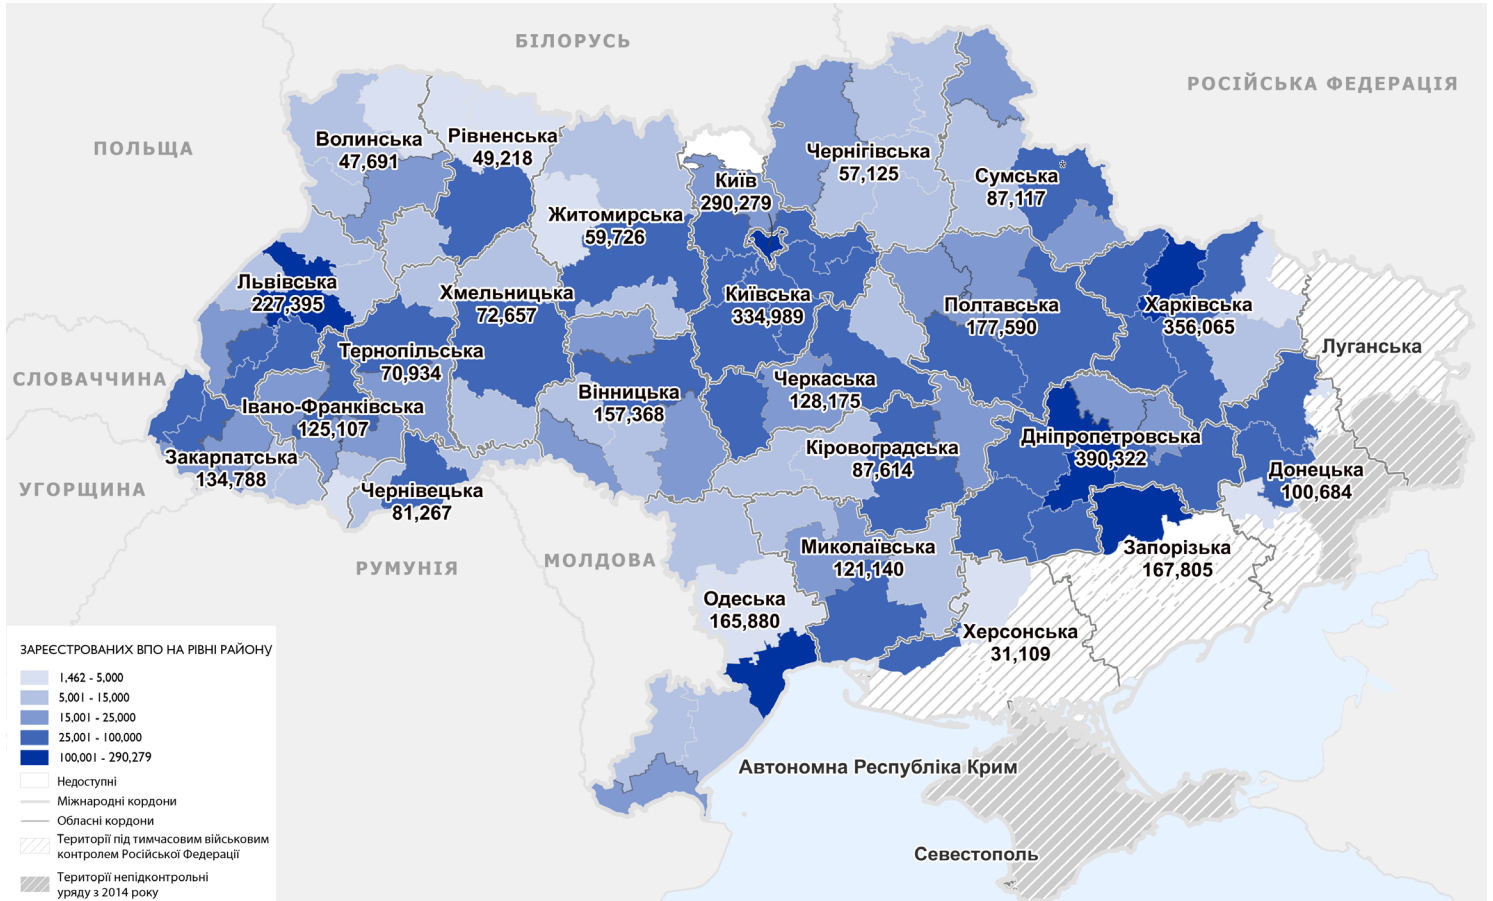 БІЛОРУСЬ
РОСІЙСЬКА ФЕДЕРАЦІЯ
ПОЛЬЩА
Волинська
47,691
Рівненська
49,218
Житомирська
59,726
Київ
290,279
Чернігівська
57,125
Сумська
87,117
*
Львівська
227,395
Хмельницька
72,657
Київська
334,989
Полтавська
177,590
Харківська
356,065
Луганська
СЛОВАЧЧИНА
Тернопільська
70,934
Івано-Франківська
125,107
Вінницька
157,368
Черкаська
128,175
Закарпатська
134,788
Чернівецька
81,267
Кіровоградська
87,614
Дніпропетровська
390,322
Донецька
100,684
УГОРЩИНА
РУМУНІЯ
МОЛДОВА
Миколаївська
121,140
Запорізька
167,805
Одеська
165,880
Херсонська
31,109
Автономна Республіка Крим
Севестополь
ЗАРЕЄСТРОВАНИХ ВПО НА РІВНІ РАЙОНУ
1,462 - 5,000
5,001 - 15,000
15,001 - 25,000
25,001 - 100,000
100,001 - 290,279
Недоступні
Міжнародні кордони
Обласні кордони
Території під тимчасовим військовим
контролем Російської Федерації
Території непідконтрольні
уряду з 2014 року